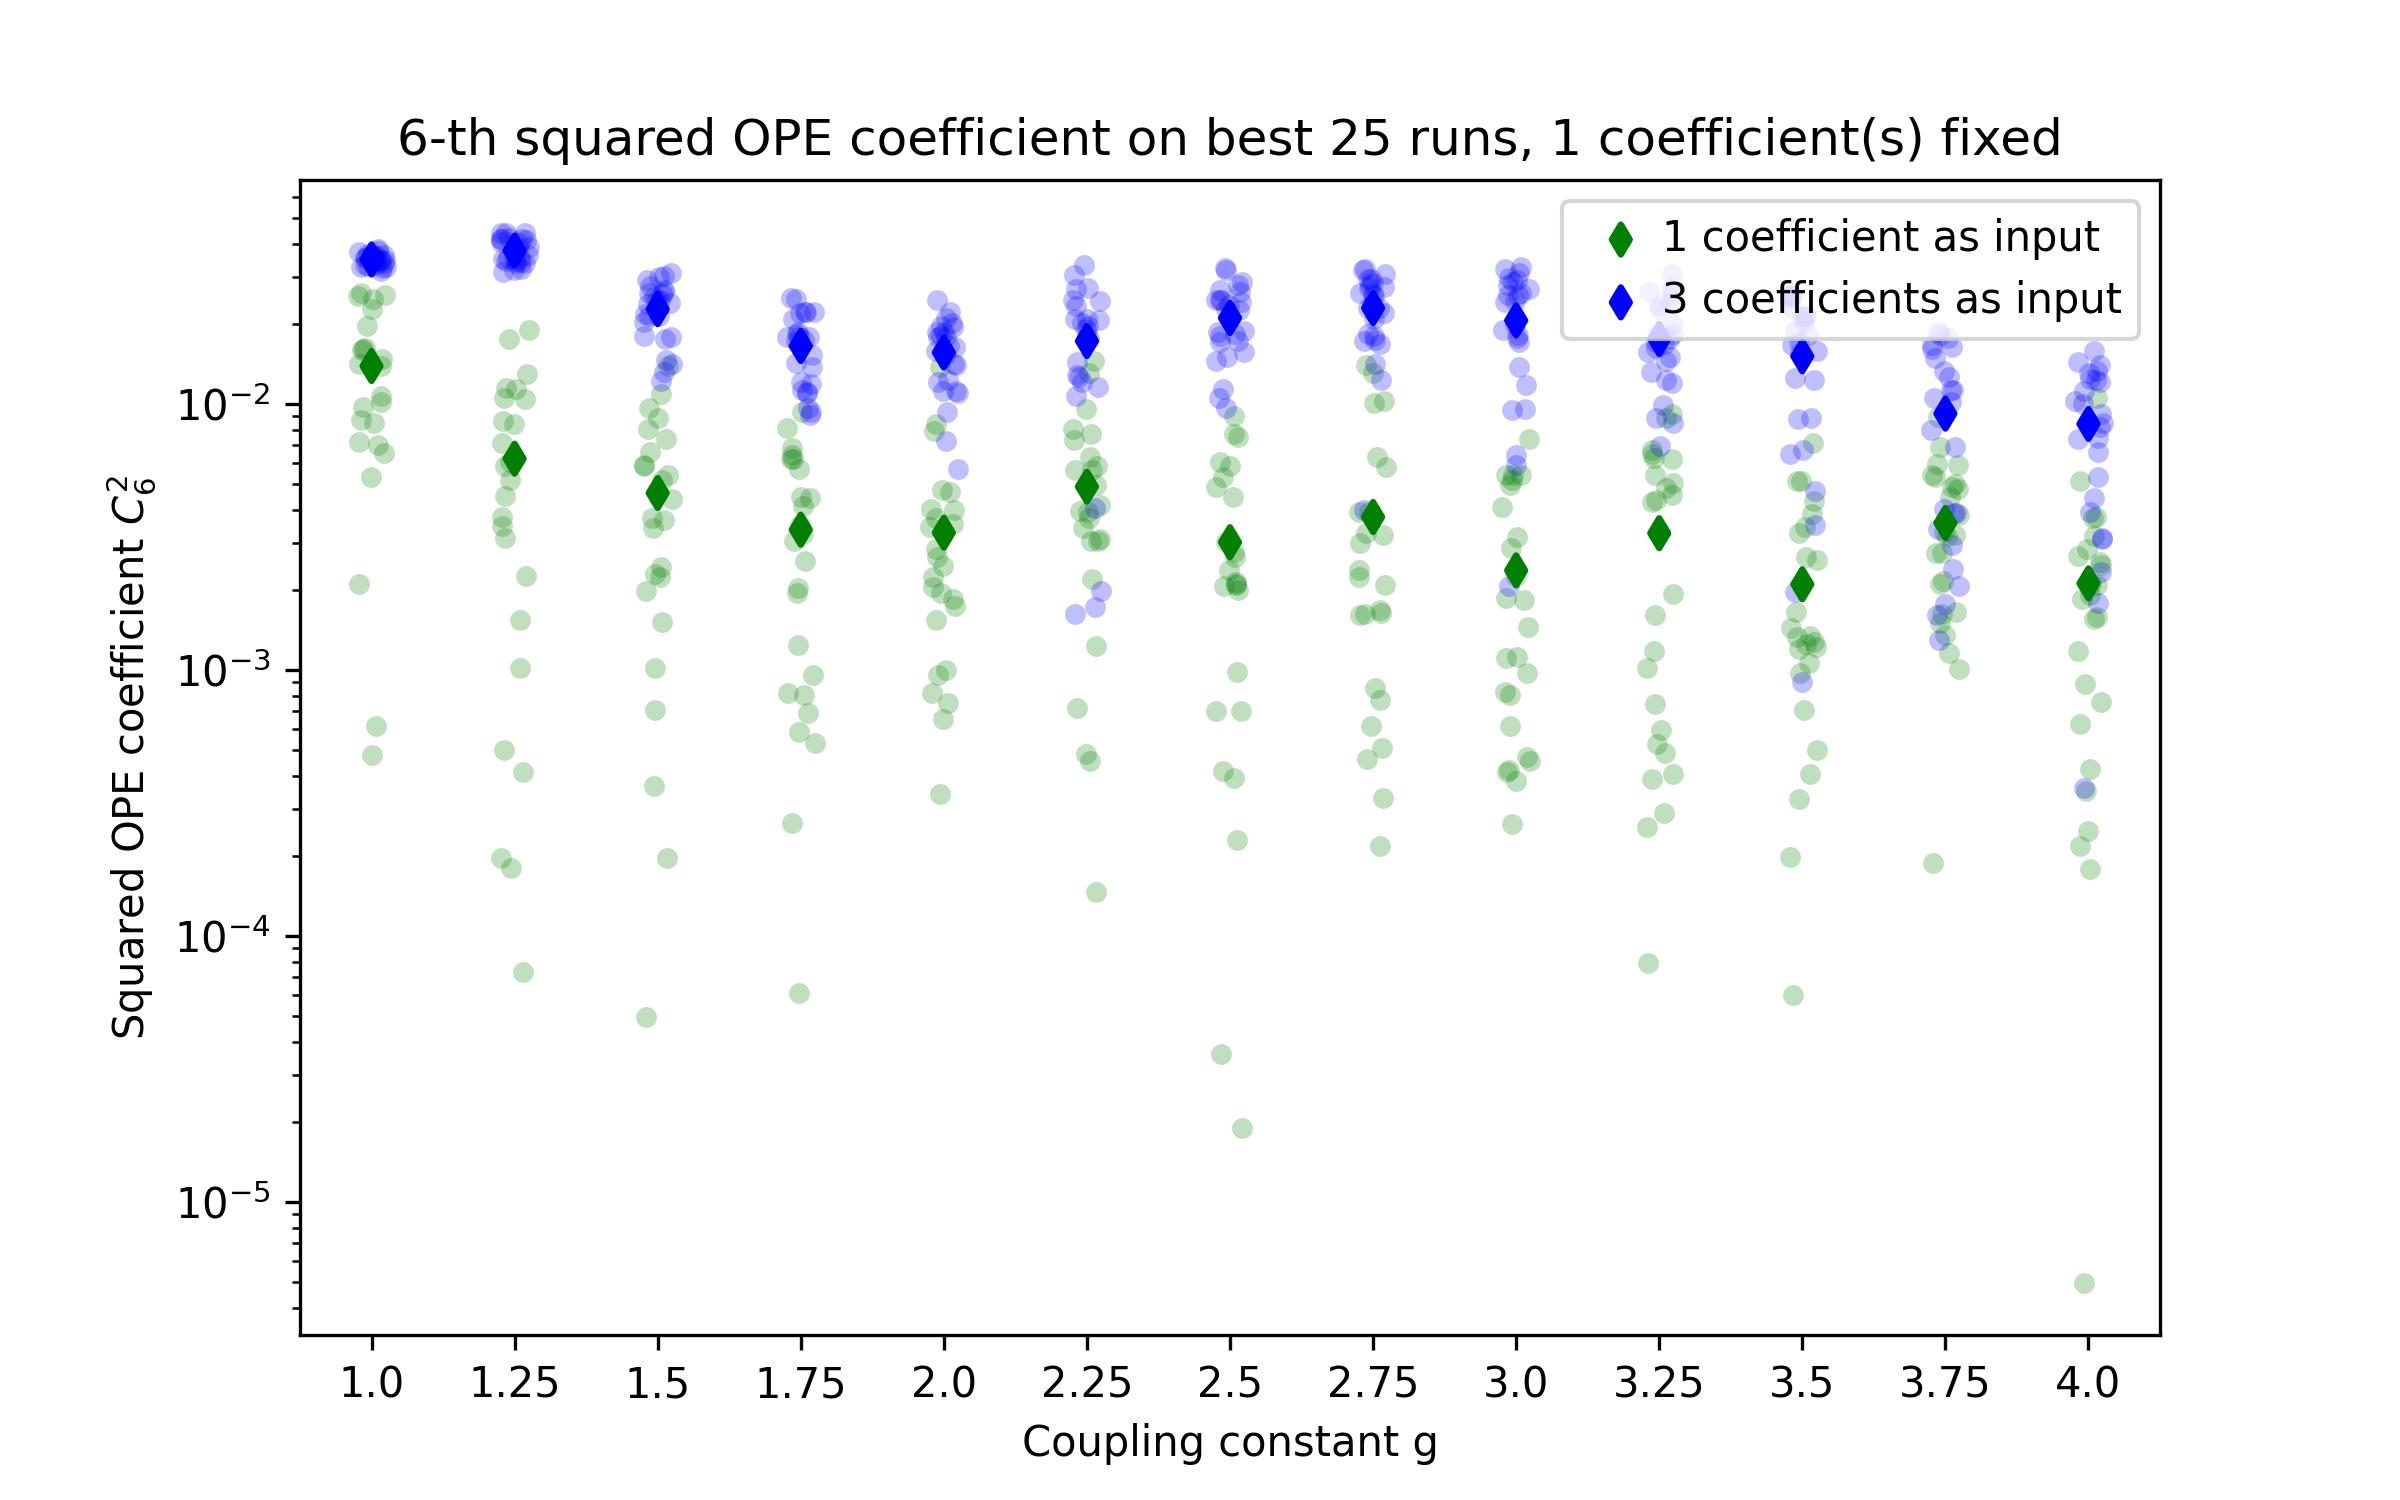 6-th squared OPE coefficient on best 25 runs, 1 coefficient(s) fixed
1 coefficient as input
3 coefficients as input
Squared OPE coefficient $C_6^2$
10⁻²
10⁻³
10⁻⁴
10⁻⁵
1.0 1.25 1.5 1.75 2.0 2.25 2.5 2.75 3.0 3.25 3.5 3.75 4.0
Coupling constant g